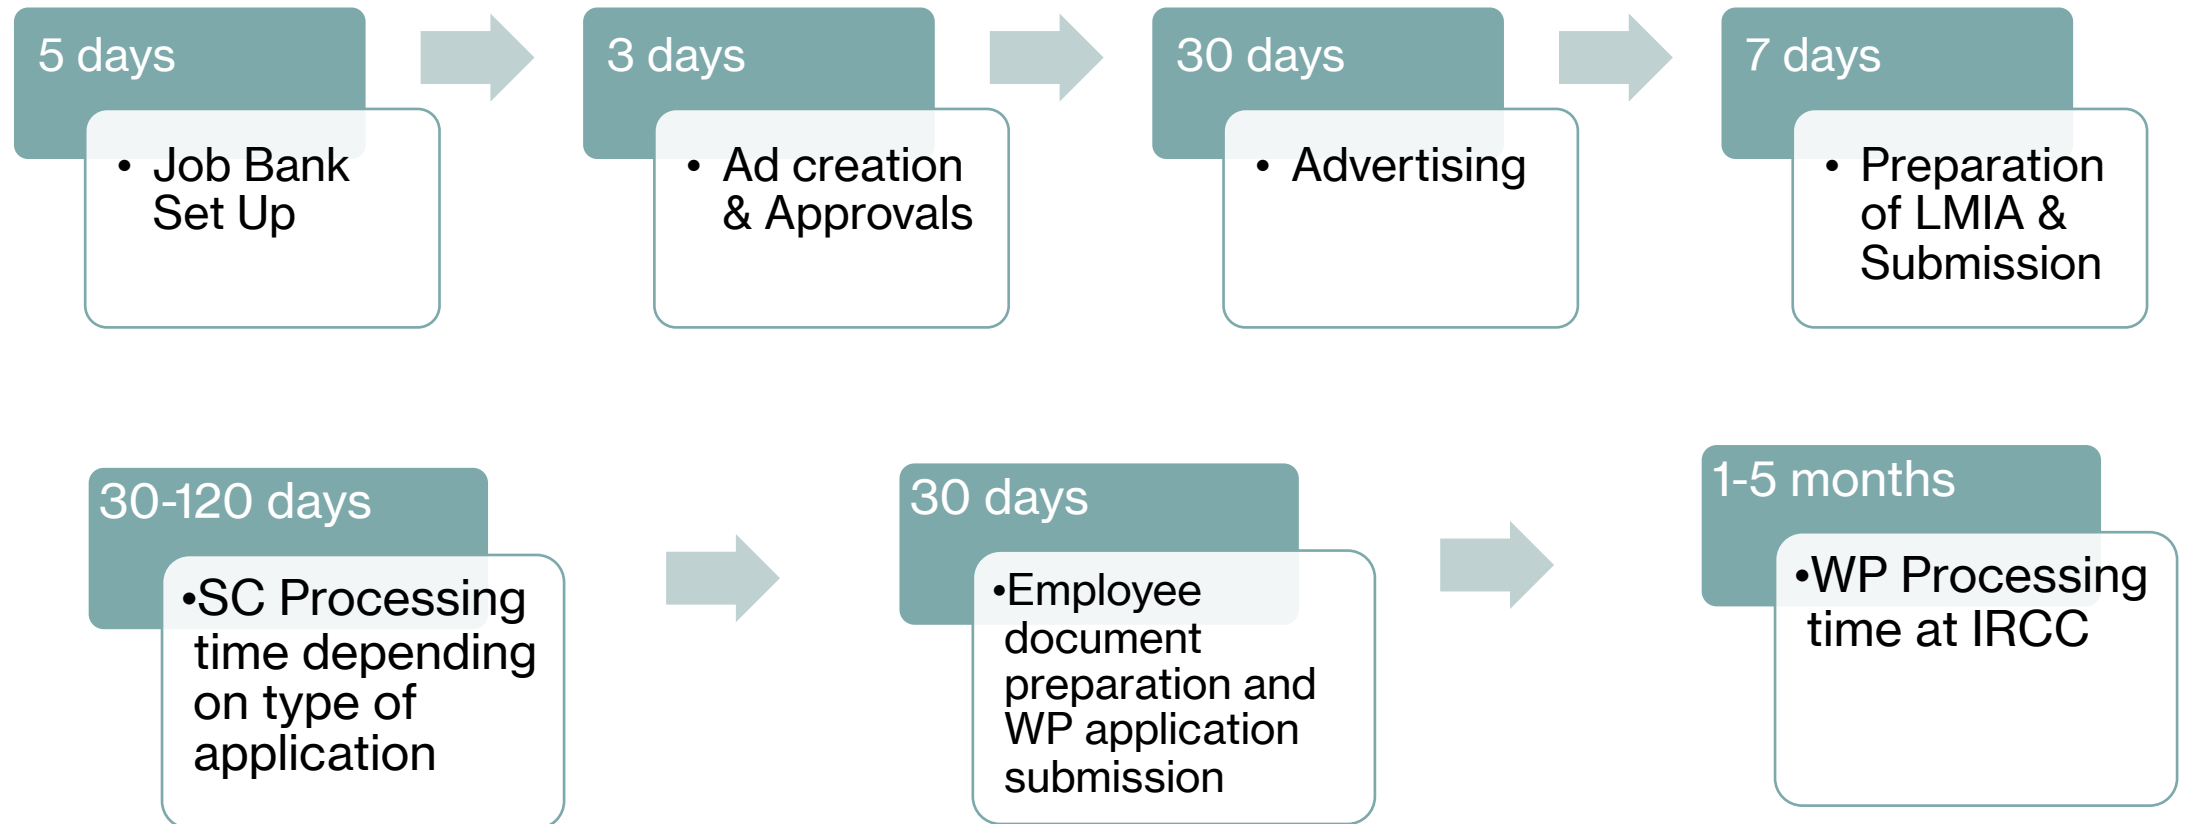 5 days
• Job Bank
Set Up
3 days
• Ad creation
& Approvals
30 days
• Advertising
7 days
• Preparation
of LMIA &
Submission
30-120 days
•SC Processing
time depending
on type of
application
30 days
•Employee
document
preparation and
WP application
submission
1-5 months
•WP Processing
time at IRCC